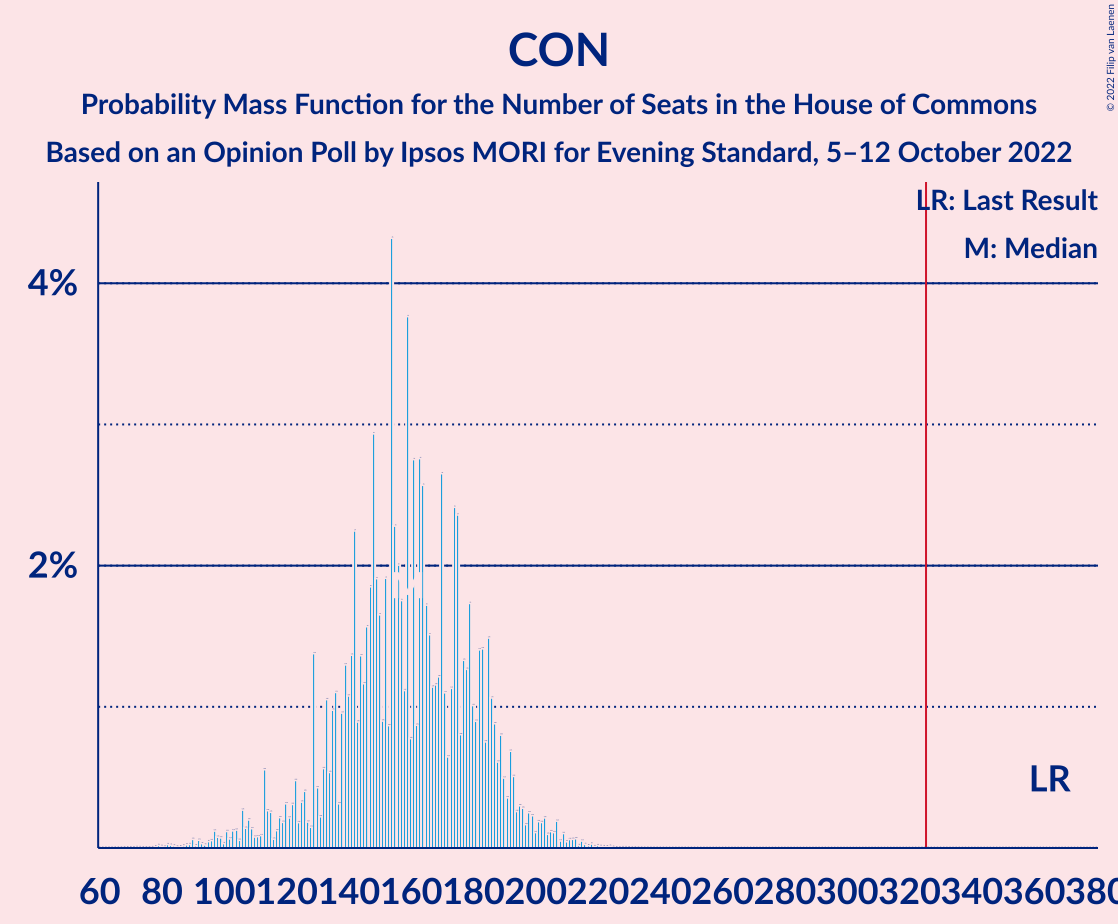 CON
Probability Mass Function for the Number of Seats in the House of Commons
Based on an Opinion Poll by Ipsos MORI for Evening Standard, 5–12 October 2022
© 2022 Filip van Laenen
LR: Last Result
M: Median
4%
2%
LR
60 80 100 120 140 160 180 200 220 240 260 280 300 320 340 360 380